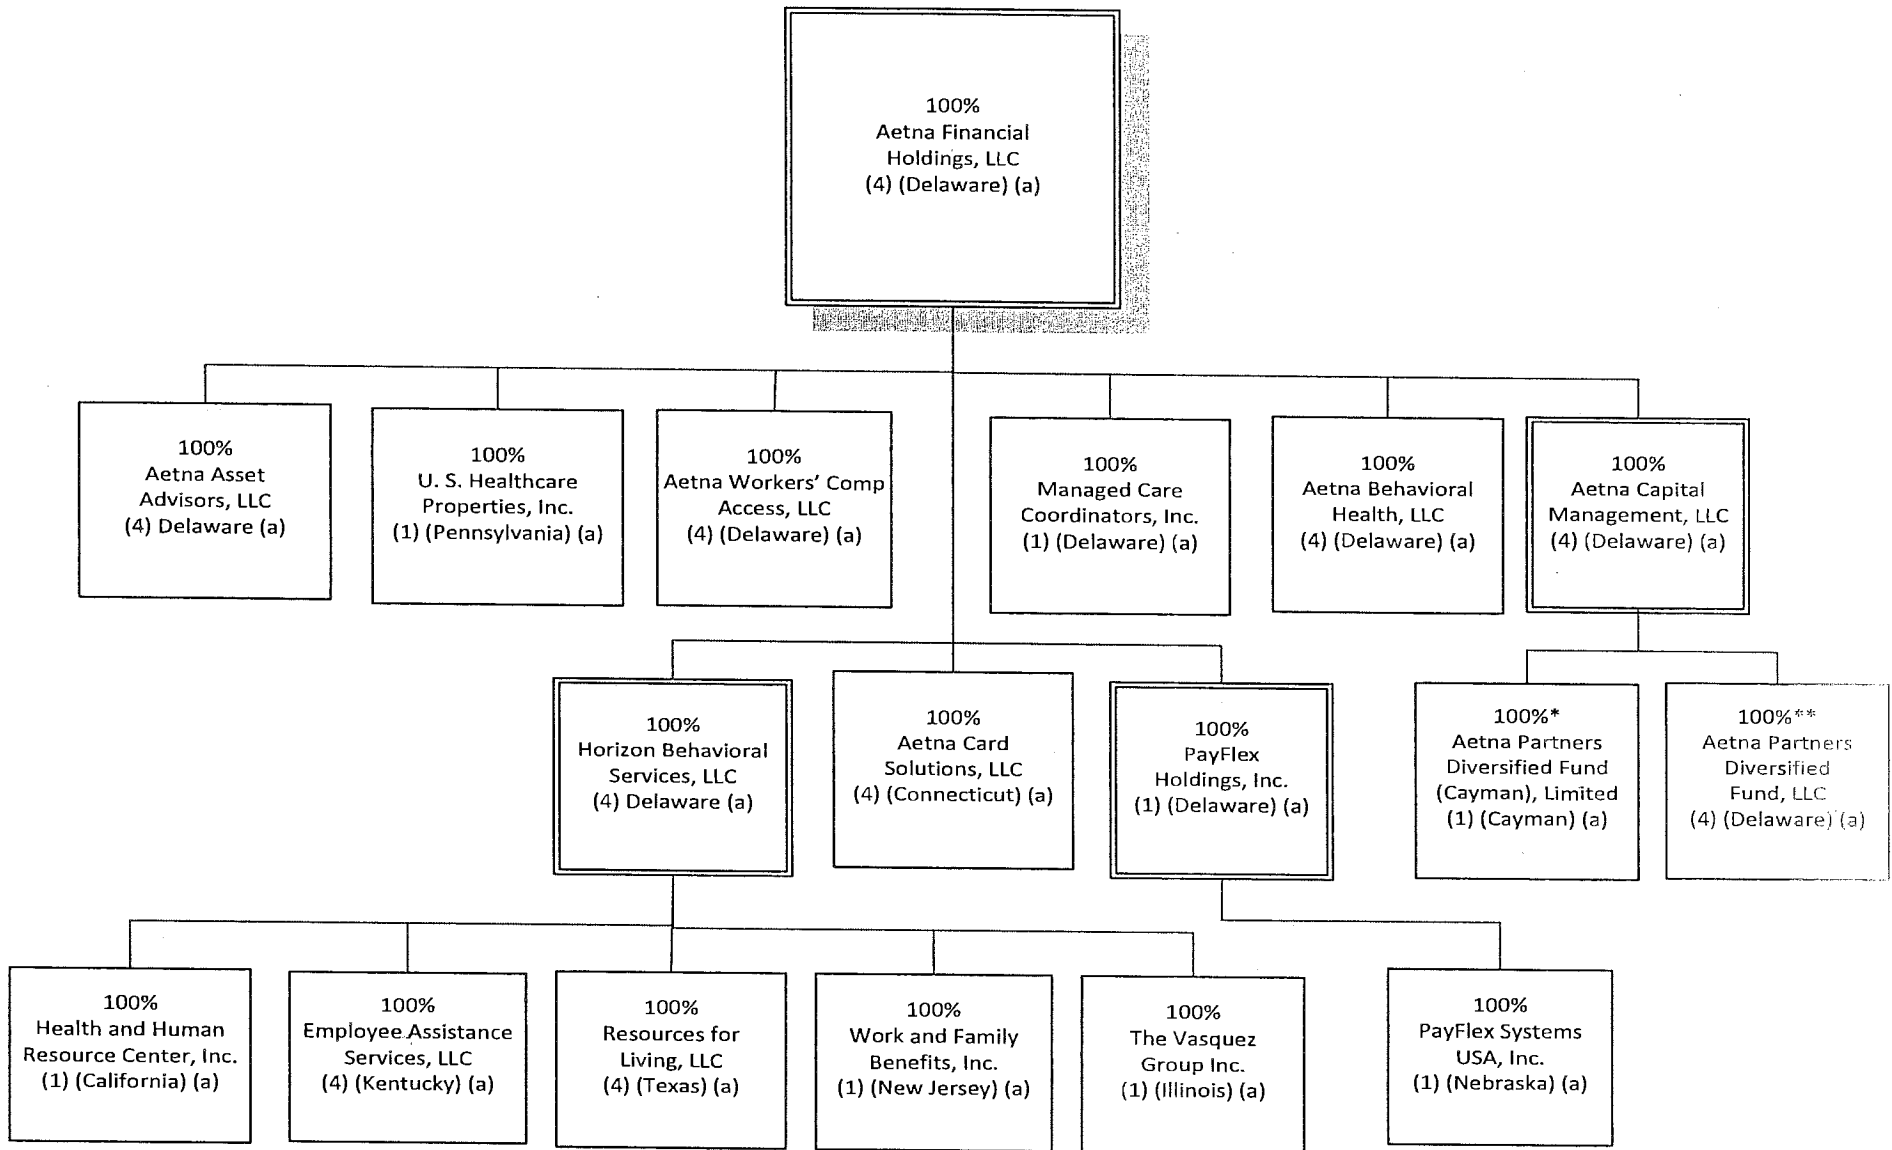 100%
Aetna Financial
Holdings, LLC
(4) (Delaware) (a)
100%
Aetna Asset
Advisors, LLC
(4) Delaware (a)
100%
U. S. Healthcare
Properties, Inc.
(1) (Pennsylvania) (a)
100%
Aetna Workers’ Comp
Access, LLC
(4) (Delaware) (a)
100%
Managed Care
Coordinators, Inc.
(1) (Delaware) (a)
100%
Aetna Behavioral
Health, LLC
(4) (Delaware) (a)
100%
Aetna Capital
Management, LLC
(4) (Delaware) (a)
100%
Horizon Behavioral
Services, LLC
(4) Delaware (a)
100%
Aetna Card
Solutions, LLC
(4) (Connecticut) (a)
100%
PayFlex
Holdings, Inc.
(1) (Delaware) (a)
100%*
Aetna Partners
Diversified Fund
(Cayman), Limited
(1) (Cayman) (a)
100%**
Aetna Partners
Diversified
Fund, LLC
(4) (Delaware) (a)
100%
Health and Human
Resource Center, Inc.
(1) (California) (a)
100%
Employee Assistance
Services, LLC
(4) (Kentucky) (a)
100%
Resources for
Living, LLC
(4) (Texas) (a)
100%
Work and Family
Benefits, Inc.
(1) (New Jersey) (a)
100%
The Vasquez
Group Inc.
(1) (Illinois) (a)
100%
PayFlex Systems
USA, Inc.
(1) (Nebraska) (a)